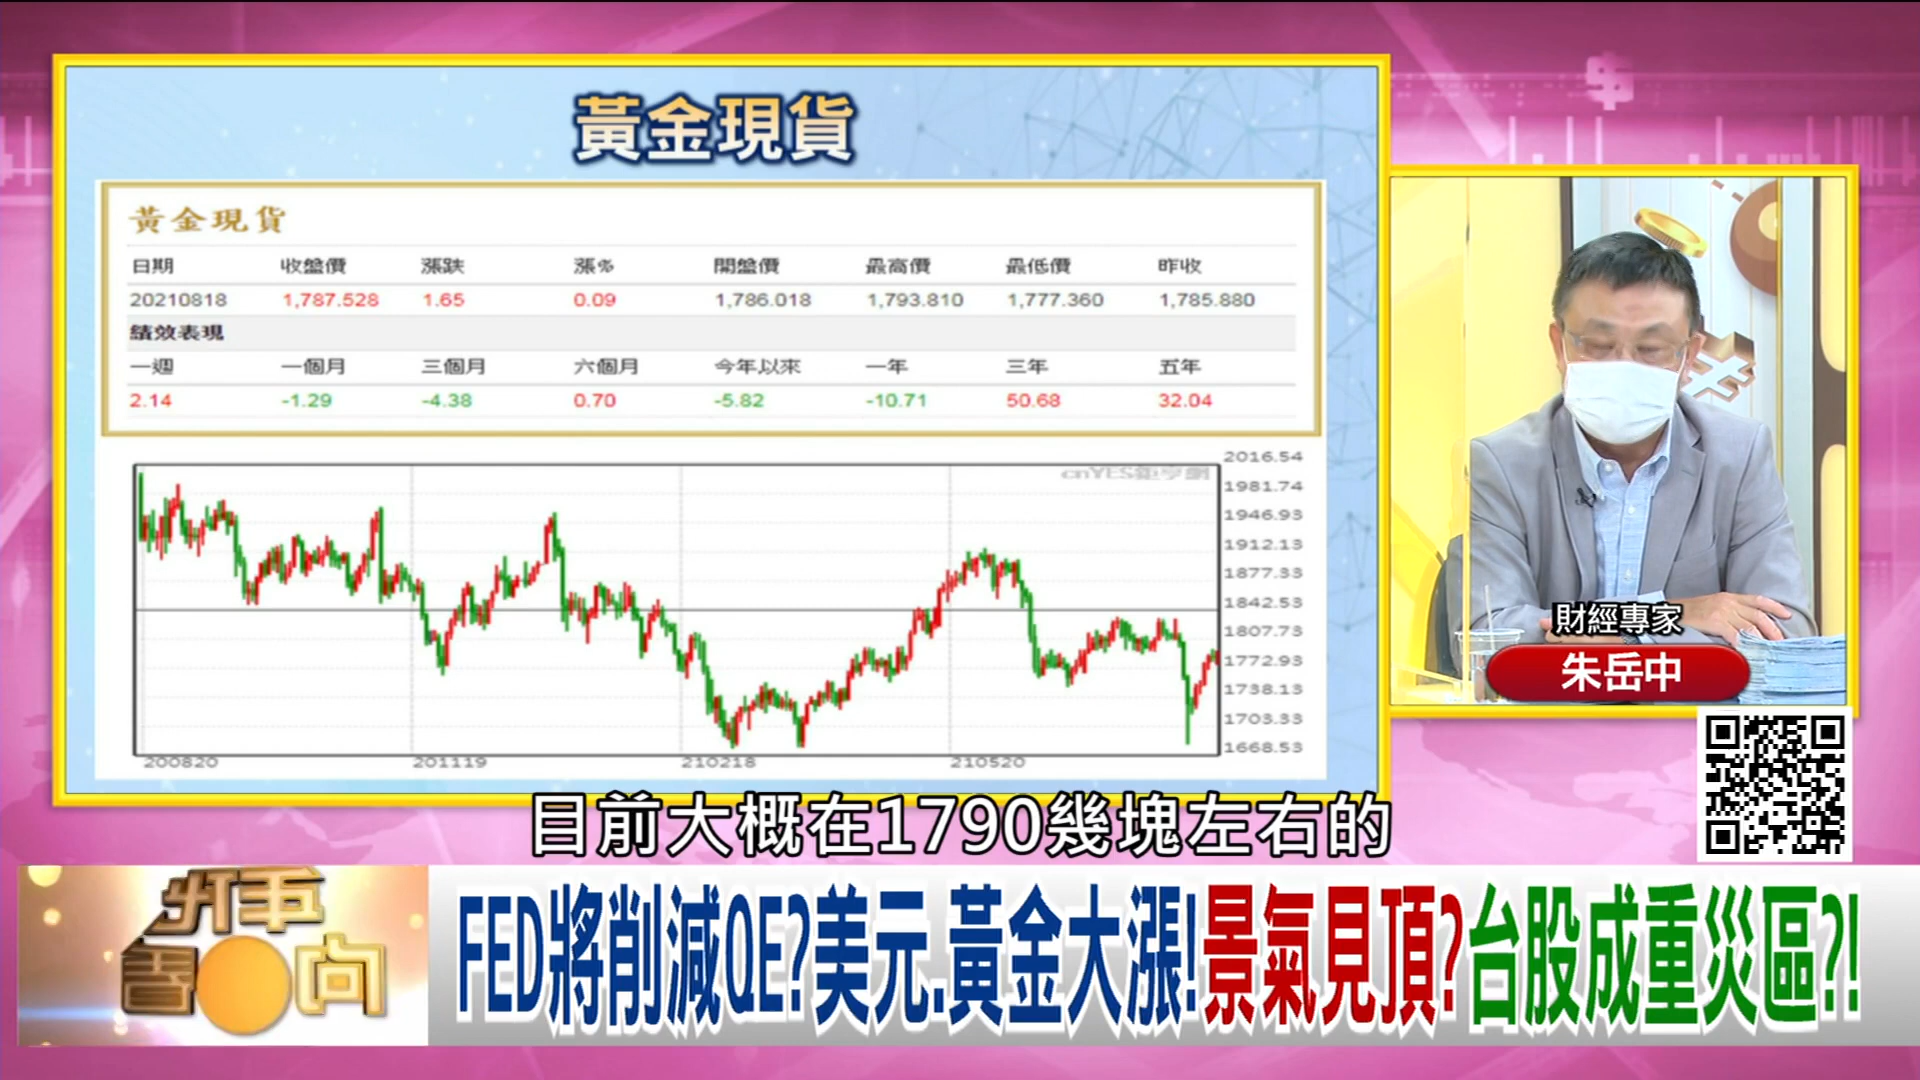 黃金現貨
黃金現貨
日期 收盤價 漲跌 漲% 開盤價 最高價 最低價 昨收
20210818 1,787.528 1.65 0.09 1,786.018 1,793.810 1,777.360 1,785.880
績效表現
一週 一個月 三個月 六個月 今年以來 一年 三年 五年
2.14 -1.29 -4.38 0.70 -5.82 -10.71 50.68 32.04
cnYES鉅亨網
2016.54
1981.74
1946.93
1912.13
1877.33
1842.53
1807.73
1772.93
1738.13
1703.33
1668.53
200820 201119 210218 210520
財經專家
朱岳中
目前大概在1790幾塊左右的
FED將削減QE?美元.黃金大漲!景氣見頂?台股成重災區?!